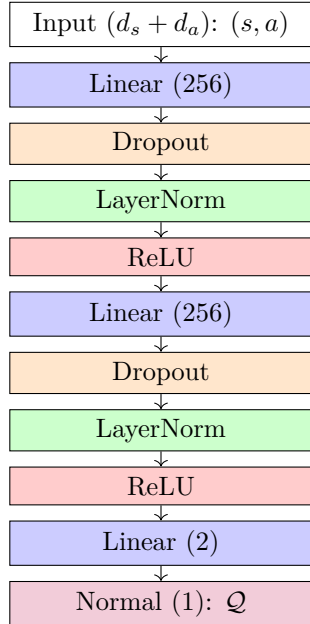 Input (d_s + d_a): (s, a)
Linear (256)
Dropout
LayerNorm
ReLU
Linear (256)
Dropout
LayerNorm
ReLU
Linear (2)
Normal (1): 𝒬